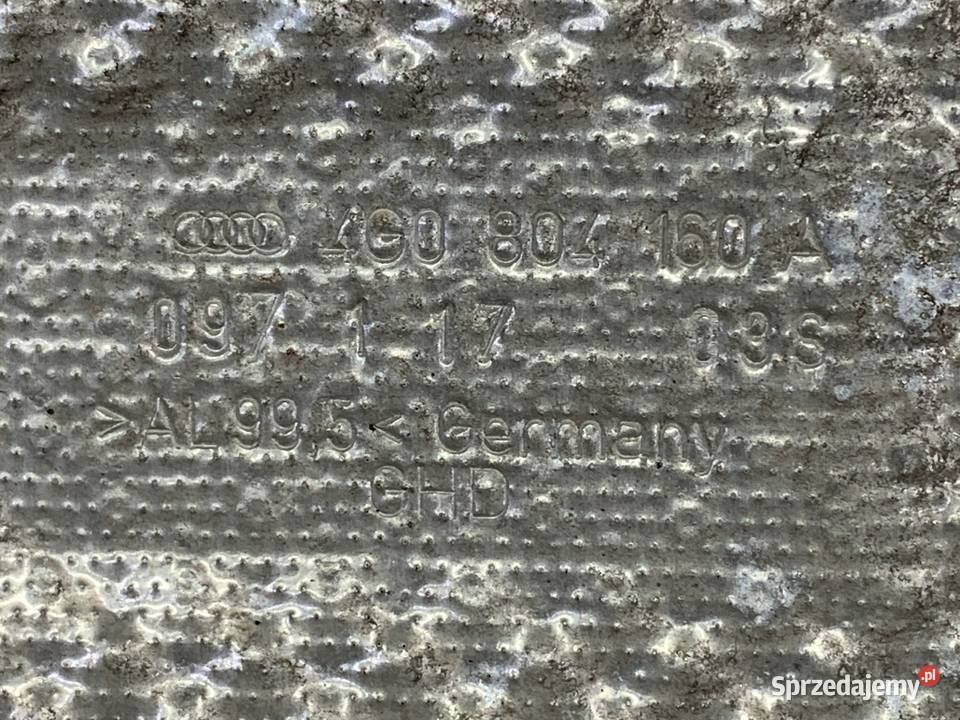 4G0 804 160 A
097 1 17 09S
>AL99,5< Germany
GHD
Sprzedajemy.pl